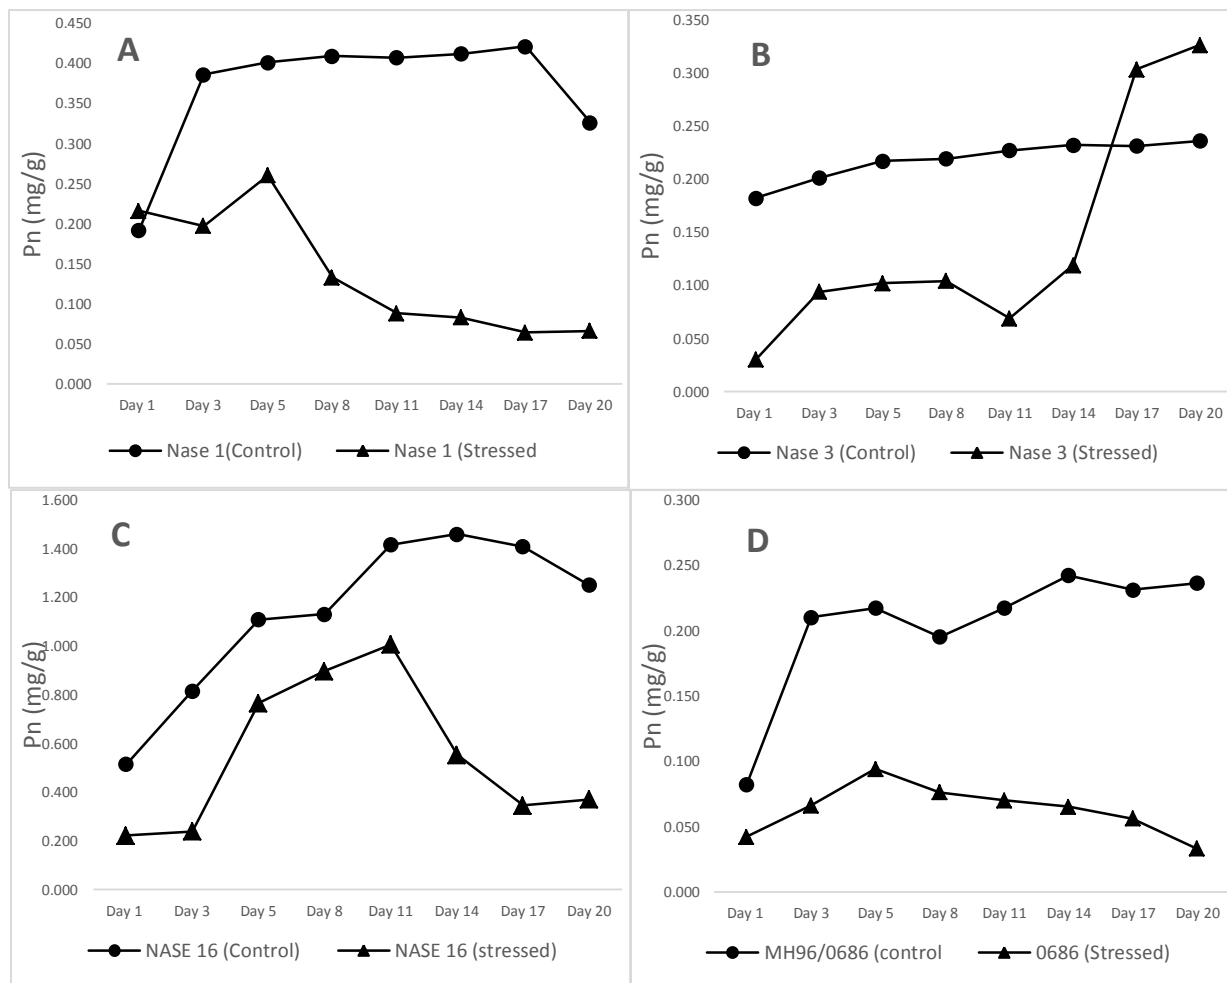 A
Pn (mg/g)
0.450
0.400
0.350
0.300
0.250
0.200
0.150
0.100
0.050
0.000
Day 1 Day 3 Day 5 Day 8 Day 11 Day 14 Day 17 Day 20
Nase 1(Control) Nase 1 (Stressed
B
Pn (mg/g)
0.350
0.300
0.250
0.200
0.150
0.100
0.050
0.000
Day 1 Day 3 Day 5 Day 8 Day 11 Day 14 Day 17 Day 20
Nase 3 (Control) Nase 3 (Stressed)
C
Pn (mg/g)
1.600
1.400
1.200
1.000
0.800
0.600
0.400
0.200
0.000
Day 1 Day 3 Day 5 Day 8 Day 11 Day 14 Day 17 Day 20
NASE 16 (Control) NASE 16 (stressed)
D
Pn (mg/g)
0.300
0.250
0.200
0.150
0.100
0.050
0.000
Day 1 Day 3 Day 5 Day 8 Day 11 Day 14 Day 17 Day 20
MH96/0686 (control 0686 (Stressed)